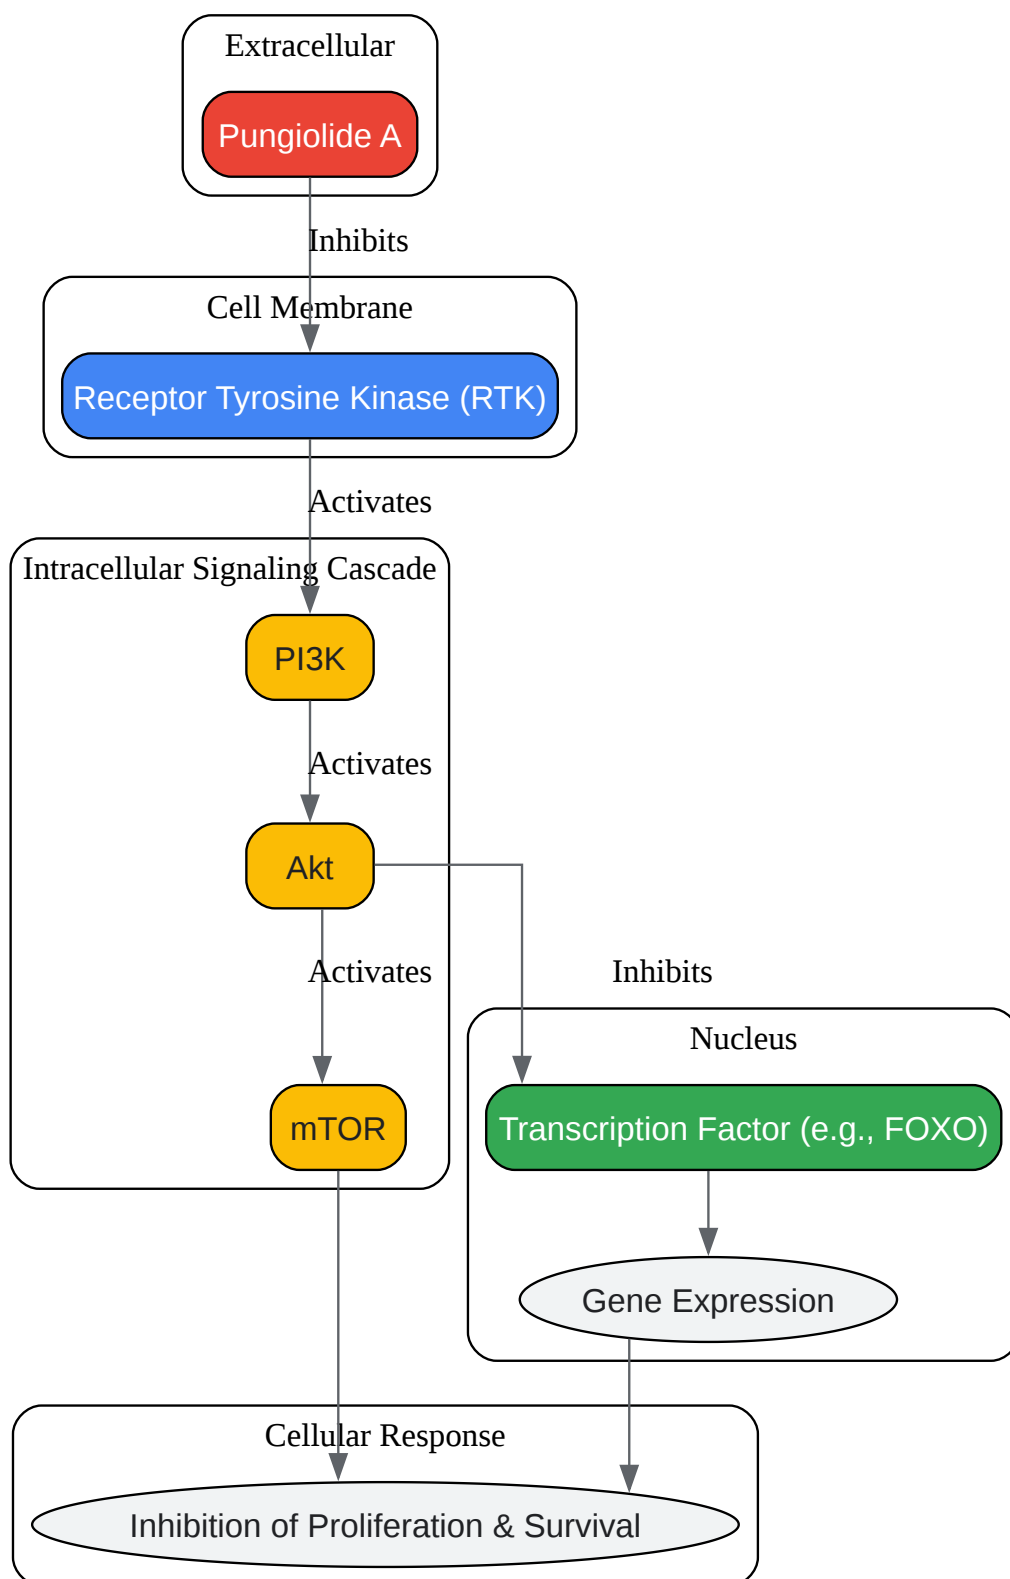 Extracellular
Pungiolide A
Inhibits
Cell Membrane
Receptor Tyrosine Kinase (RTK)
Activates
Intracellular Signaling Cascade
PI3K
Activates
Akt
Activates
Inhibits
Nucleus
mTOR
Transcription Factor (e.g., FOXO)
Gene Expression
Cellular Response
Inhibition of Proliferation & Survival